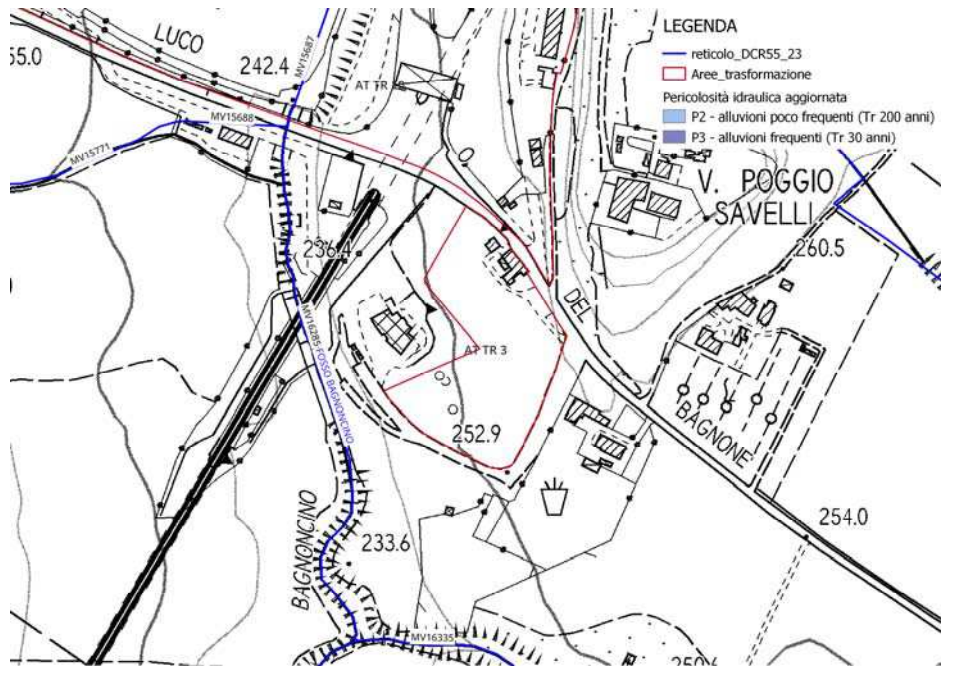 LEGENDA
reticolo_DCR55_23
Aree_trasformazione
Pericolosità idraulica aggiornata
P2 - alluvioni poco frequenti (Tr 200 anni)
P3 - alluvioni frequenti (Tr 30 anni)
LUCO
55.0
242.4
MV15687
AT TR
MV15688
MV15771
V. POGGIO
SAVELLI
236.4
260.5
DEL
MV16285
FOSSO BAGNONCINO
AT TR 3
252.9
BAGNONE
254.0
BAGNONCINO
233.6
MV16335